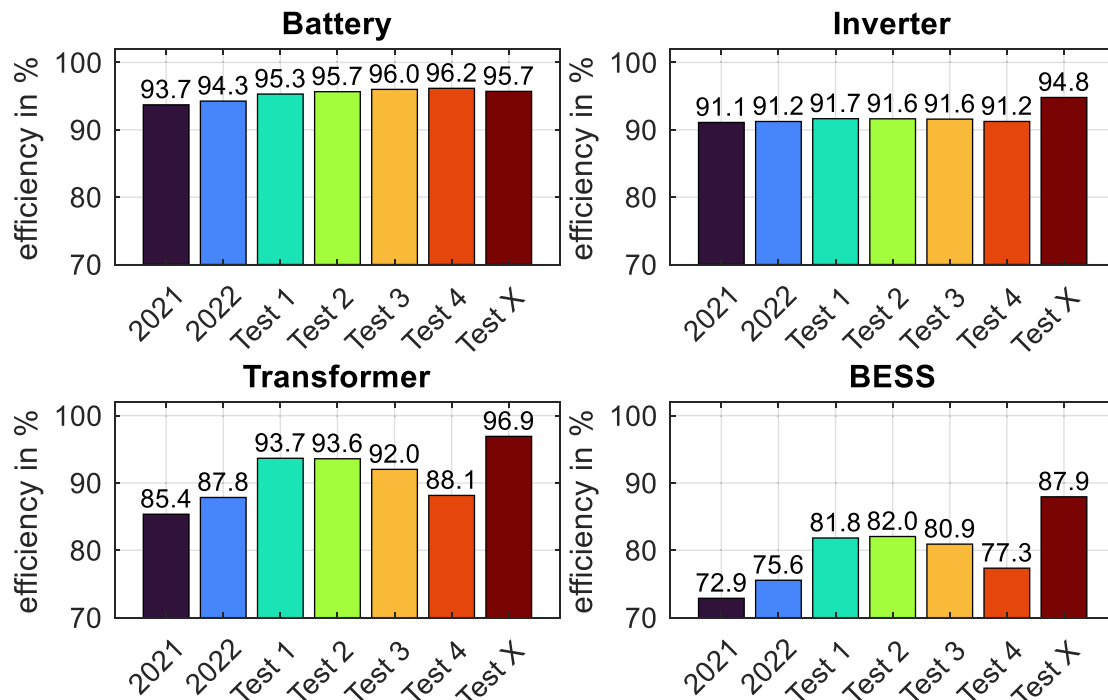 Battery
efficiency in %
100
90
80
70
93.7 94.3 95.3 95.7 96.0 96.2 95.7
2021 2022 Test 1 Test 2 Test 3 Test 4 Test X
Inverter
efficiency in %
100
90
80
70
91.1 91.2 91.7 91.6 91.6 91.2 94.8
2021 2022 Test 1 Test 2 Test 3 Test 4 Test X
Transformer
efficiency in %
100
90
80
70
85.4 87.8 93.7 93.6 92.0 88.1 96.9
2021 2022 Test 1 Test 2 Test 3 Test 4 Test X
BESS
efficiency in %
100
90
80
70
72.9 75.6 81.8 82.0 80.9 77.3 87.9
2021 2022 Test 1 Test 2 Test 3 Test 4 Test X